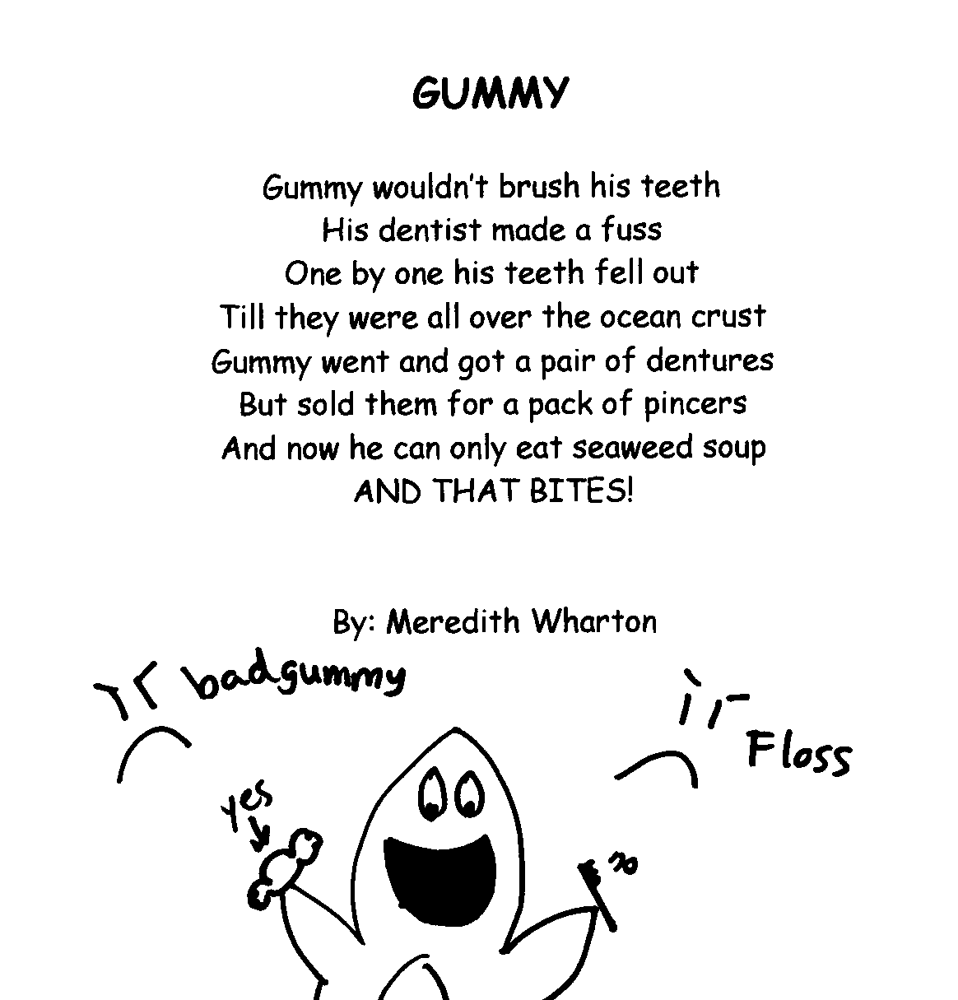 GUMMY
Gummy wouldn't brush his teeth
His dentist made a fuss
One by one his teeth fell out
Till they were all over the ocean crust
Gummy went and got a pair of dentures
But sold them for a pack of pincers
And now he can only eat seaweed soup
AND THAT BITES!
By: Meredith Wharton
badgummy
Floss
yes
no